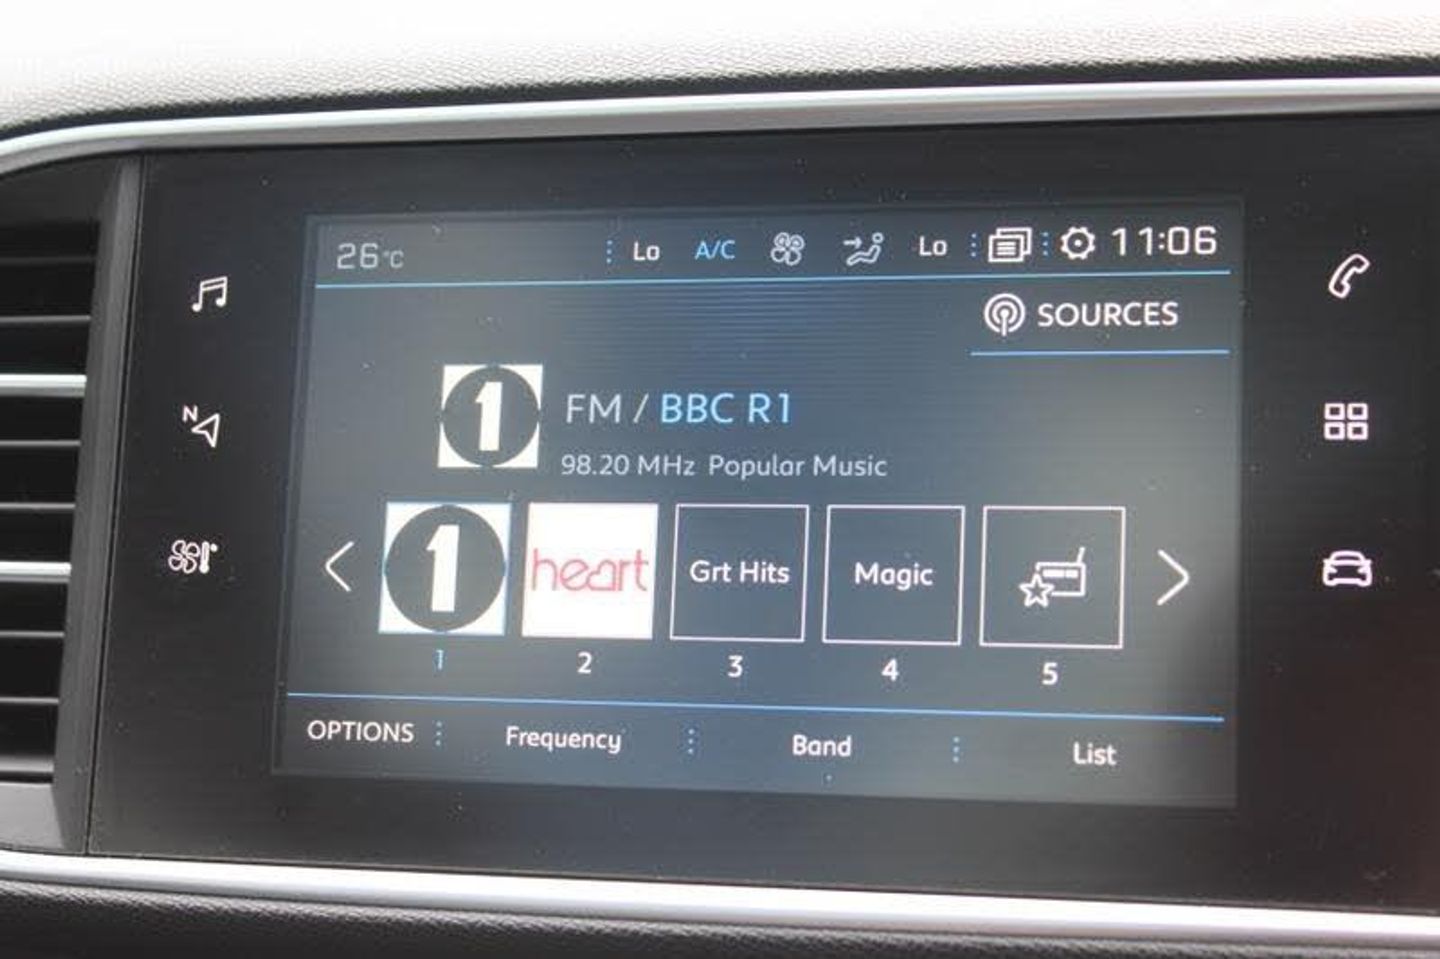 26°C Lo A/C Lo 11:06
SOURCES
1 FM / BBC R1
98.20 MHz Popular Music
N
1 heart Grt Hits Magic
1 2 3 4 5
OPTIONS Frequency Band List